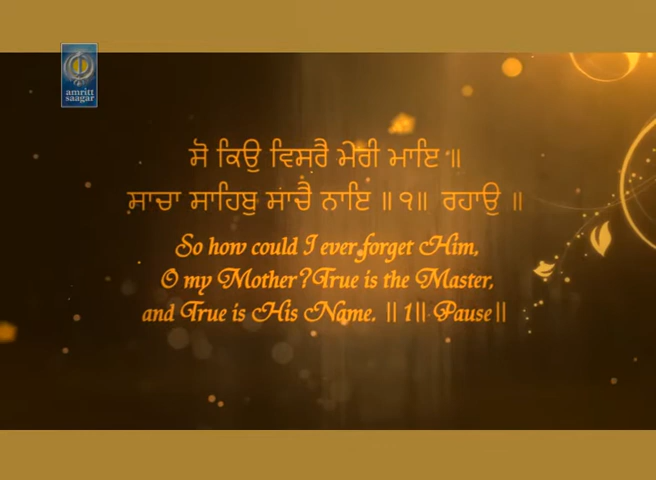 amritt
saagar
ਸੋ ਕਿਉ ਵਿਸਰੈ ਮੇਰੀ ਮਾਇ ॥
ਸਾਚਾ ਸਾਹਿਬੁ ਸਾਚੈ ਨਾਇ ॥੧॥ ਰਹਾਉ ॥
So how could I ever forget Him,
O my Mother? True is the Master,
and True is His Name. ||1|| Pause||